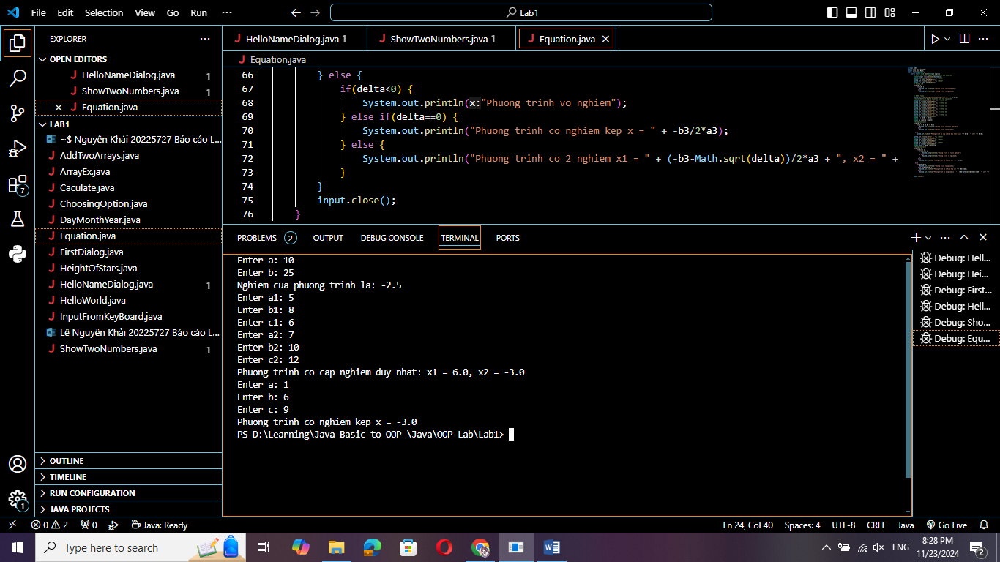 File Edit Selection View Go Run ··· Lab1
EXPLORER ···
OPEN EDITORS
HelloNameDialog.java 1
ShowTwoNumbers.java 1
Equation.java
LAB1
~$ Nguyên Khải 20225727 Báo cáo L...
AddTwoArrays.java
ArrayEx.java
Caculate.java
ChoosingOption.java
DayMonthYear.java
Equation.java
FirstDialog.java
HeightOfStars.java
HelloNameDialog.java 1
HelloWorld.java
InputFromKeyBoard.java
Lê Nguyên Khải 20225727 Báo cáo L...
ShowTwoNumbers.java 1
OUTLINE
TIMELINE
RUN CONFIGURATION
JAVA PROJECTS
7
1
HelloNameDialog.java 1 ShowTwoNumbers.java 1 Equation.java
Equation.java
66 } else {
67 if(delta<0) {
68 System.out.println(x:"Phuong trinh vo nghiem");
69 } else if(delta==0) {
70 System.out.println("Phuong trinh co nghiem kep x = " + -b3/2*a3);
71 } else {
72 System.out.println("Phuong trinh co 2 nghiem x1 = " + (-b3-Math.sqrt(delta))/2*a3 + ", x2 = " +
73 }
74 }
75 input.close();
76 }
PROBLEMS 2 OUTPUT DEBUG CONSOLE TERMINAL PORTS
Enter a: 10
Enter b: 25
Nghiem cua phuong trinh la: -2.5
Enter a1: 5
Enter b1: 8
Enter c1: 6
Enter a2: 7
Enter b2: 10
Enter c2: 12
Phuong trinh co cap nghiem duy nhat: x1 = 6.0, x2 = -3.0
Enter a: 1
Enter b: 6
Enter c: 9
Phuong trinh co nghiem kep x = -3.0
PS D:\Learning\Java-Basic-to-OOP-\Java\OOP Lab\Lab1>
Debug: Hell...
Debug: Hei...
Debug: First...
Debug: Hell...
Debug: Sho...
Debug: Equ...
0 2 0 Java: Ready Ln 24, Col 40 Spaces: 4 UTF-8 CRLF Java Go Live
Type here to search
ENG
8:28 PM
11/23/2024
2